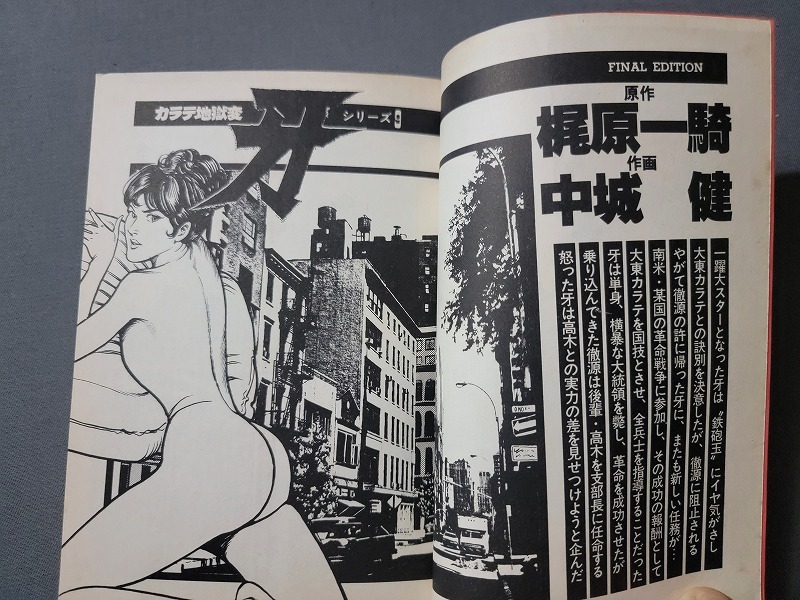 FINAL EDITION
原作
梶原一騎
作画
中城 健
一躍大スターとなった牙は〝鉄砲玉〟にイヤ気がさし
大東カラテとの訣別を決意したが、徹源に阻止される
やがて徹源の許に帰った牙に、またも新しい任務が…
南米・某国の革命戦争に参加し、その成功の報酬として
大東カラテを国技とさせ、全兵士を指導することだった
牙は単身、横暴な大統領を斃し、革命を成功させたが
乗り込んできた徹源は後輩・高木を支部長に任命する
怒った牙は高木との実力の差を見せつけようと企んだ
カラテ地獄変
牙
シリーズ9